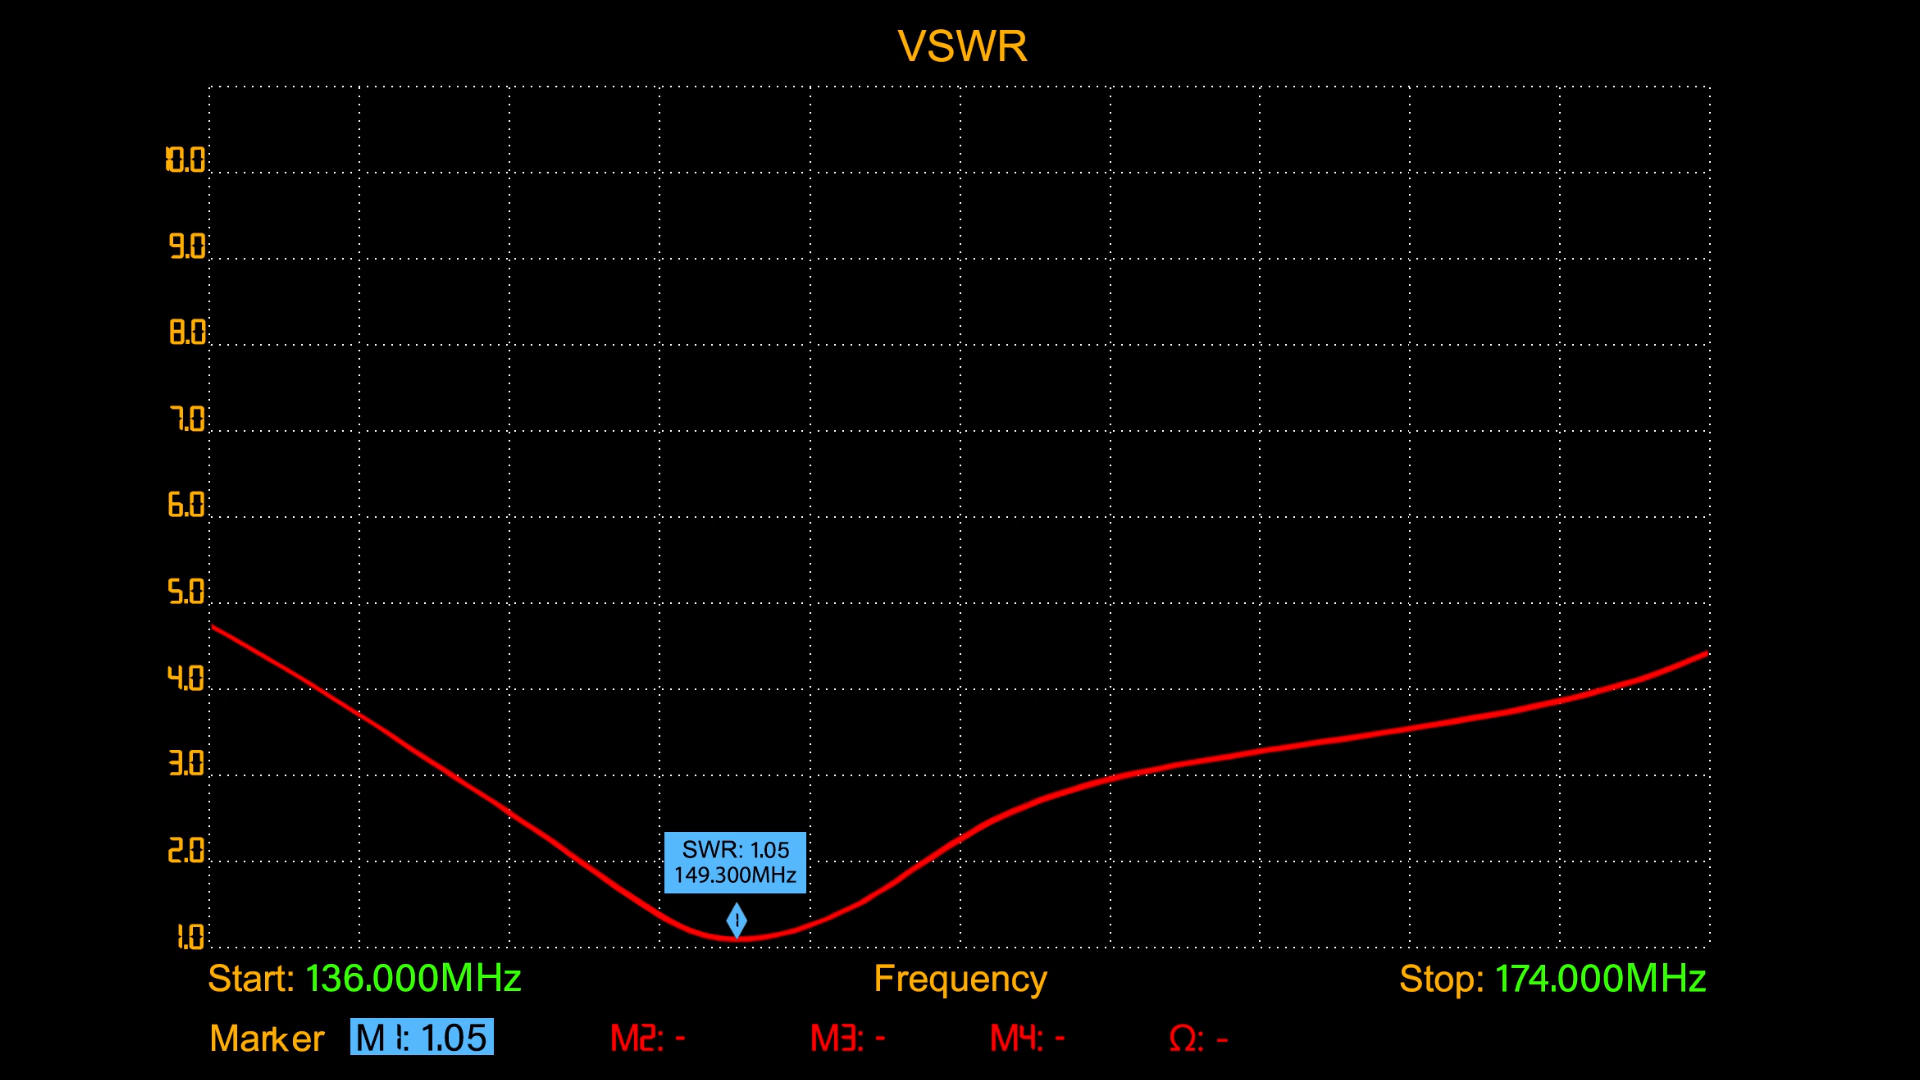 VSWR
10.0
9.0
8.0
7.0
6.0
5.0
4.0
3.0
2.0
SWR: 1.05
149.300MHz
1
1.0
Start: 136.000MHz Frequency Stop: 174.000MHz
Marker M1: 1.05 M2: - M3: - M4: - Ω: -